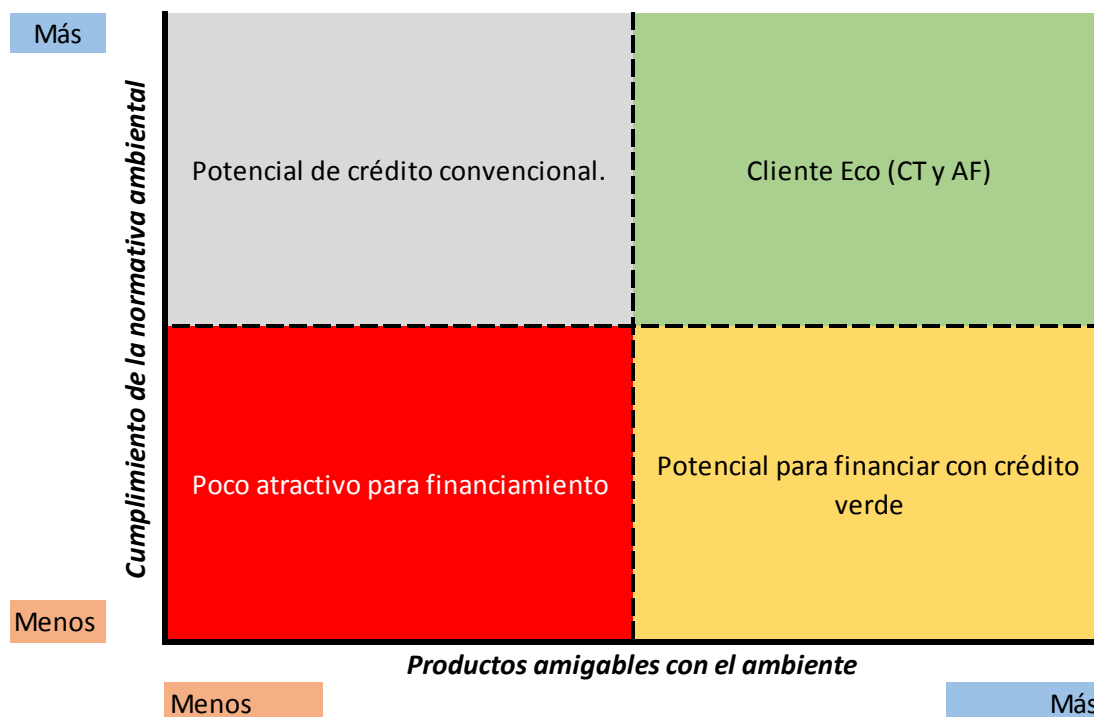 Más
Cumplimiento de la normativa ambiental
Potencial de crédito convencional.
Cliente Eco (CT y AF)
Poco atractivo para financiamiento
Potencial para financiar con crédito
verde
Menos
Productos amigables con el ambiente
Menos
Más